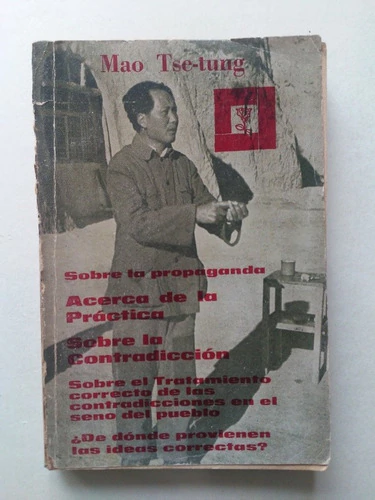 Mao Tse-tung
Sobre la propaganda
Acerca de la
Práctica
Sobre la
Contradicción
Sobre el Tratamiento
correcto de las
contradicciones en el
seno del pueblo
¿De dónde provienen
las ideas correctas?